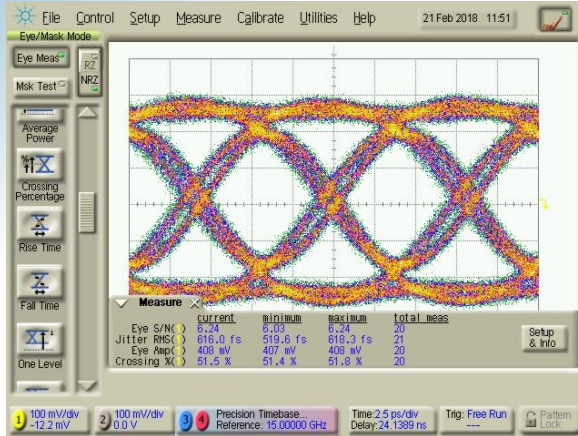 File Control Setup Measure Calibrate Utilities Help 21 Feb 2018 11:51
Eye/Mask Mode
Eye Meas
RZ
NRZ
Msk Test
Average
Power
Crossing
Percentage
Rise Time
Fall Time
One Level
Measure
current minimum maximum total meas
Eye S/N(1) 6.24 6.03 6.24 20
Jitter RMS(1) 616.0 fs 519.6 fs 618.3 fs 21
Eye Amp(1) 408 mV 407 mV 408 mV 20
Crossing %(1) 51.5 % 51.4 % 51.8 % 20
Setup
& Info
1 100 mV/div
-12.2 mV
2 100 mV/div
0.0 V
3 4 Precision Timebase...
Reference: 15.00000 GHz
Time:2.5 ps/div
Delay:24.1389 ns
Trig: Free Run
---
Pattern
Lock